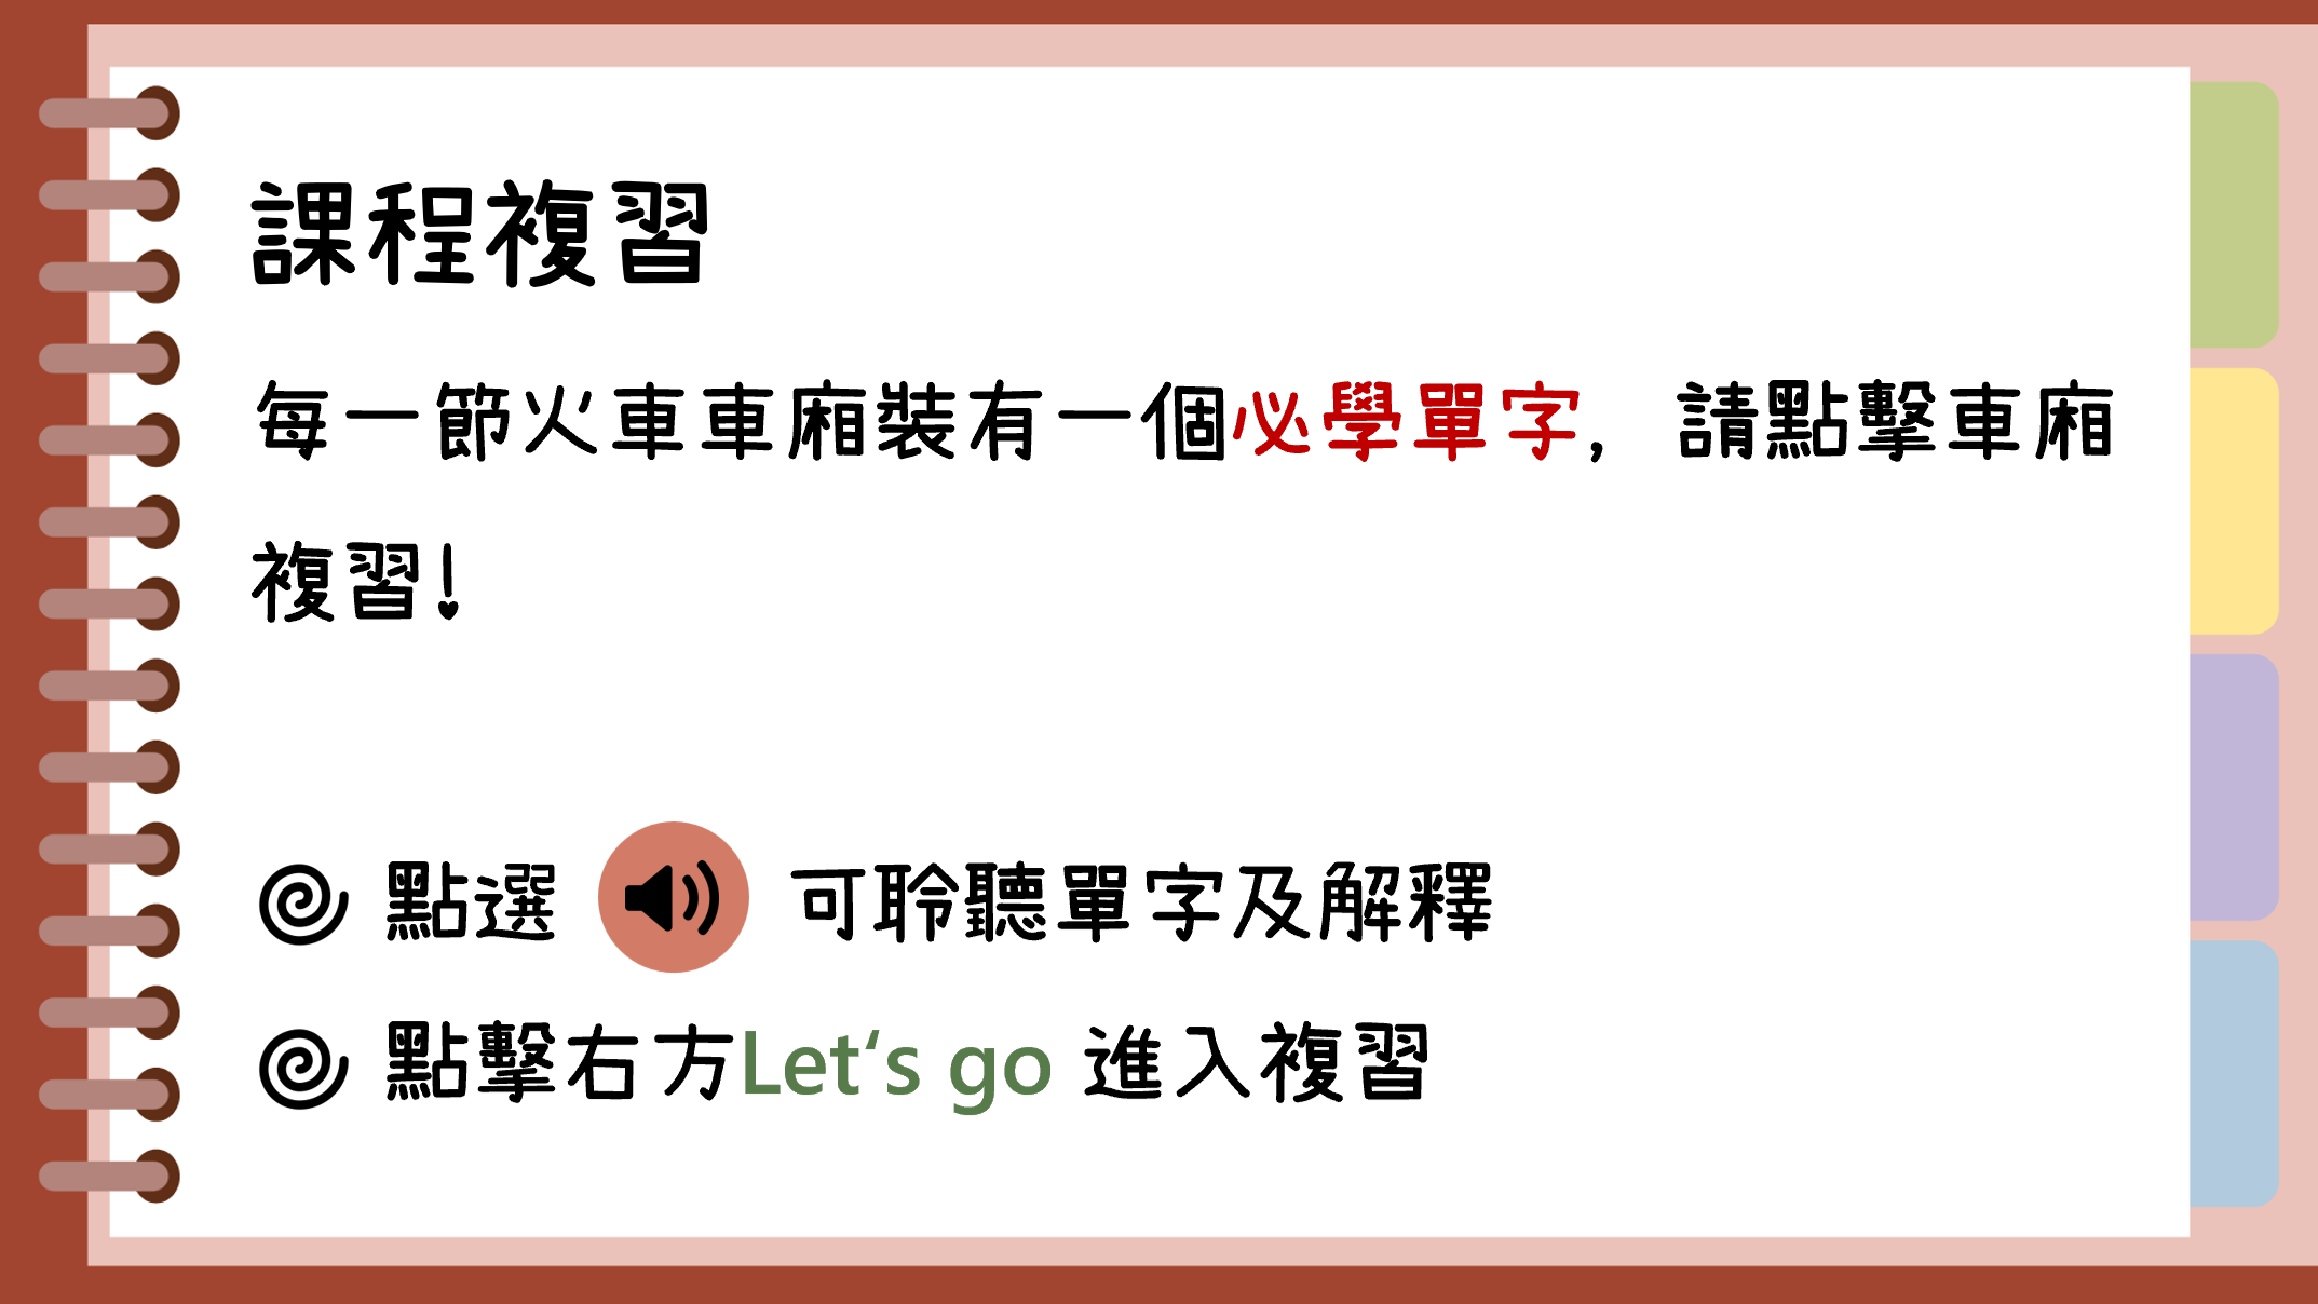 課程複習
每一節火車車廂裝有一個必學單字, 請點擊車廂
複習!
點選 可聆聽單字及解釋
點擊右方Let‘s go 進入複習